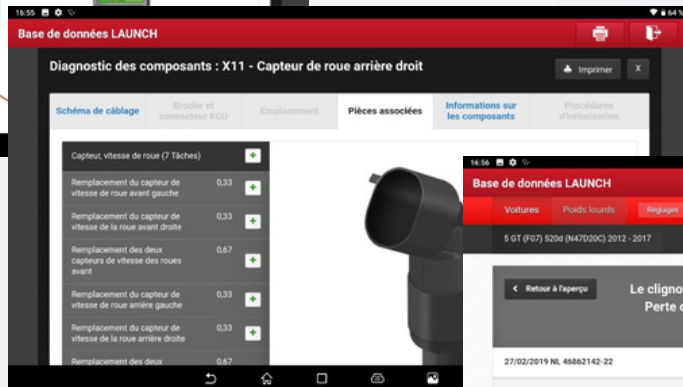 16:55
64 %
Base de données LAUNCH
Diagnostic des composants : X11 - Capteur de roue arrière droit
Imprimer
X
Schéma de câblage
Broche et
connecteur ECU
Emplacement
Pièces associées
Informations sur
les composants
Procédures
d'initialisation
Capteur, vitesse de roue (7 Tâches)
Remplacement du capteur de
vitesse de roue avant
gauche
0,33
Remplacement du capteur de
vitesse de la roue avant
droite
0,33
Remplacement des deux
capteurs de vitesse des roues
avant
0,67
Remplacement du capteur de
vitesse de roue arrière
gauche
0,33
Remplacement du capteur de
vitesse de la roue arrière
droite
0,33
Remplacement des deux
0,67
16:56
Base de données LAUNCH
Voitures
Poids lourds
Réglages
5 GT (F07) 520d (N47D20C) 2012 - 2017
Retour à l'aperçu
Le cligno
Perte d
27/02/2019 NL 46862142-22